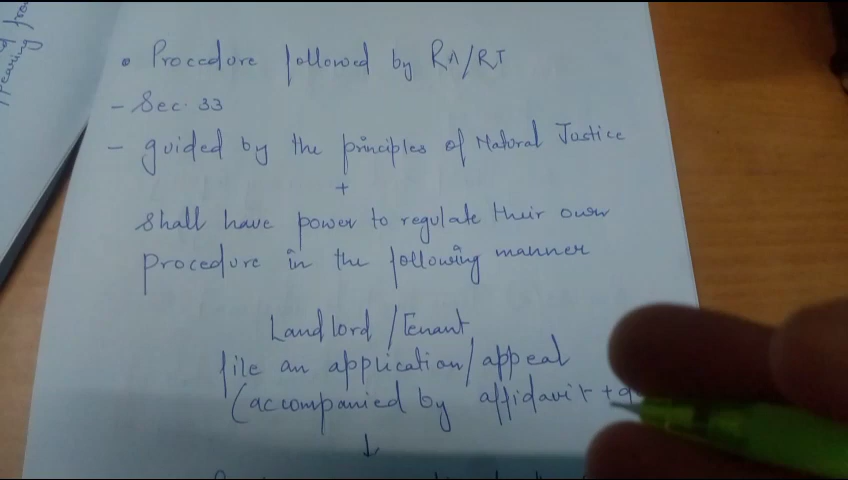 • Procedure followed by RA/RT
- Sec. 33
- guided by the principles of Natural Justice
+
shall have power to regulate their own
procedure in the following manner
Landlord/Tenant
file an application/appeal
(accompanied by affidavit +
↓